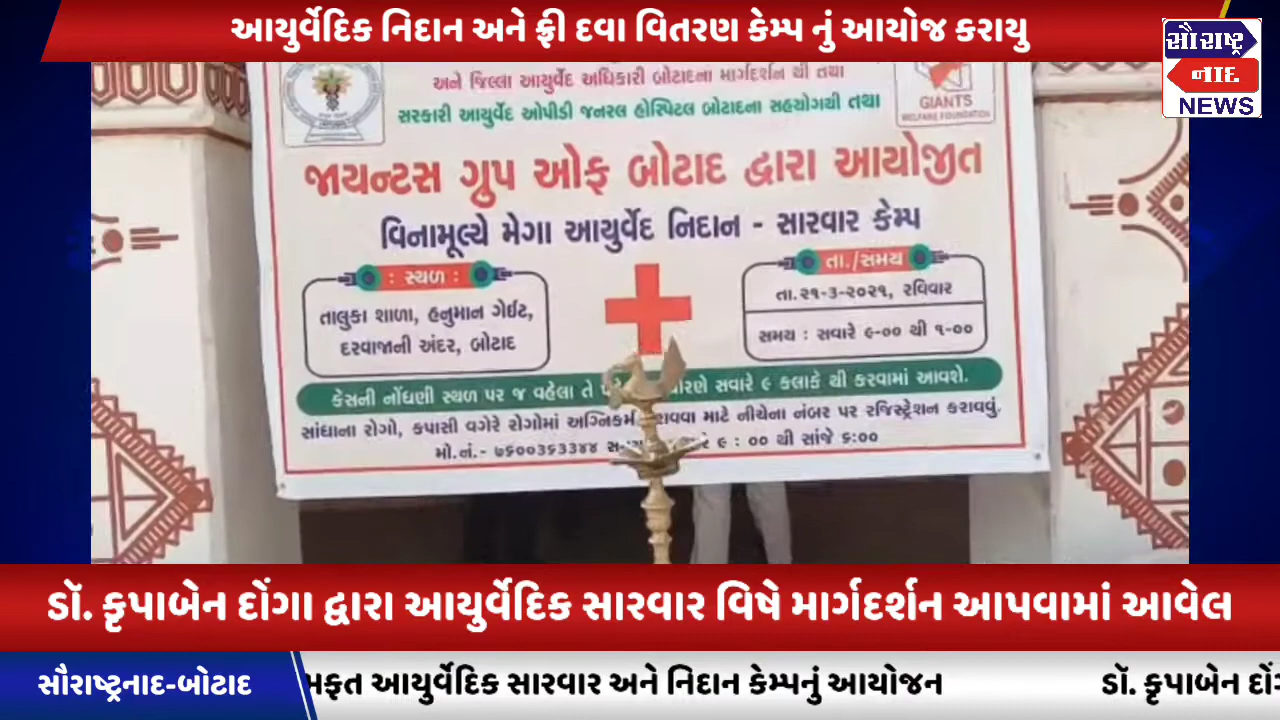 આયુર્વેદિક નિદાન અને ફ્રી દવા વિતરણ કેમ્પ નું આયોજ કરાયુ
સૌરાષ્ટ્ર
નાદ
NEWS
અને જિલ્લા આયુર્વેદ અધિકારી બોટાદના માર્ગદર્શન થી તથા
સરકારી આયુર્વેદ ઓપીડી જનરલ હોસ્પિટલ બોટાદના સહયોગથી તથા
GIANTS
WELFARE FOUNDATION
જાયન્ટસ ગ્રુપ ઓફ બોટાદ દ્વારા આયોજીત
વિનામૂલ્યે મેગા આયુર્વેદ નિદાન - સારવાર કેમ્પ
: સ્થળ :
તાલુકા શાળા, હનુમાન ગેઈટ,
દરવાજાની અંદર, બોટાદ
તા./સમય
તા.૨૧-૩-૨૦૨૧, રવિવાર
સમય : સવારે ૯-૦૦ થી ૧-૦૦
કેસની નોંધણી સ્થળ પર જ વહેલા તે સવારે ૯ કલાકે થી કરવામાં આવશે.
સાંધાના રોગો, કપાસી વગેરે રોગોમાં અગ્નિકર્મ માટે નીચેના નંબર પર રજિસ્ટ્રેશન કરાવવું.
મો.નં.- ૭૬૦૦૩૬૩૩૪૪ ૯ : ૦૦ થી સાંજે ૬:૦૦
ડૉ. કૃપાબેન દોંગા દ્વારા આયુર્વેદિક સારવાર વિષે માર્ગદર્શન આપવામાં આવેલ
સૌરાષ્ટ્રનાદ-બોટાદ
મફત આયુર્વેદિક સારવાર અને નિદાન કેમ્પનું આયોજન ડૉ. કૃપાબેન